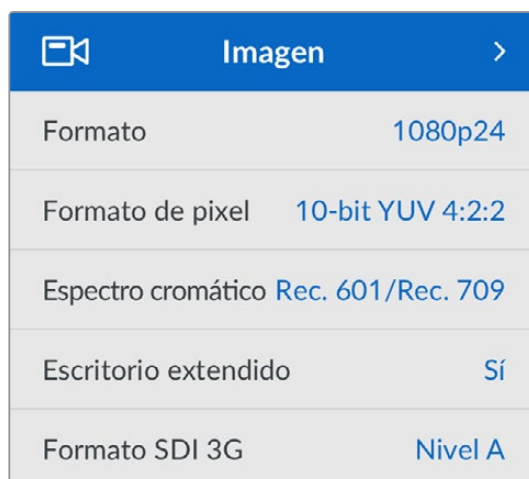 Imagen
Formato 1080p24
Formato de pixel 10-bit YUV 4:2:2
Espectro cromático Rec. 601/Rec. 709
Escritorio extendido Sí
Formato SDI 3G Nivel A